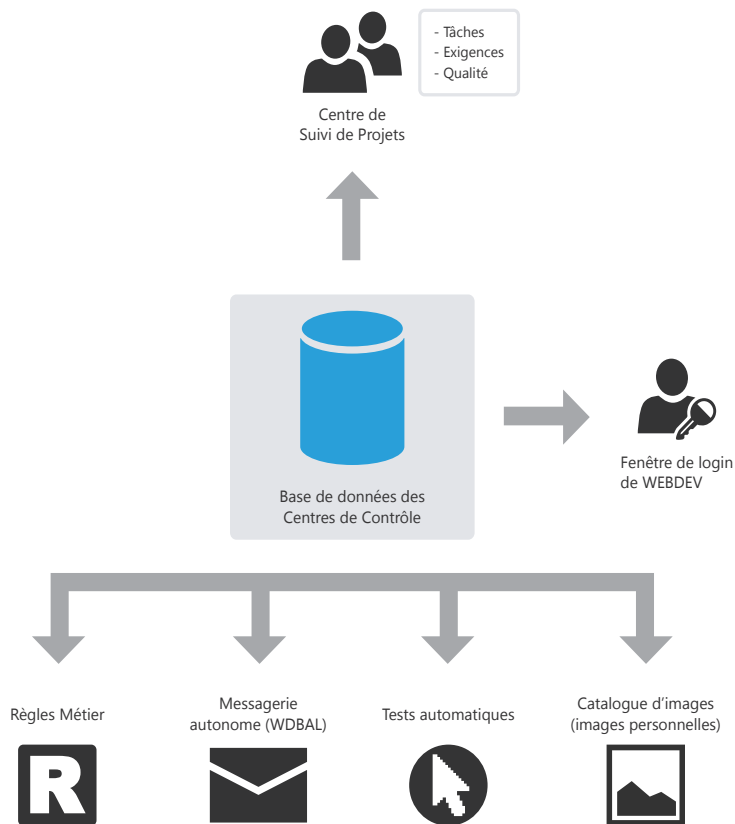 - Tâches
- Exigences
- Qualité
Centre de
Suivi de Projets
Base de données des
Centres de Contrôle
Fenêtre de login
de WEBDEV
Règles Métier
Messagerie
autonome (WDBAL)
Tests automatiques
Catalogue d’images
(images personnelles)
R